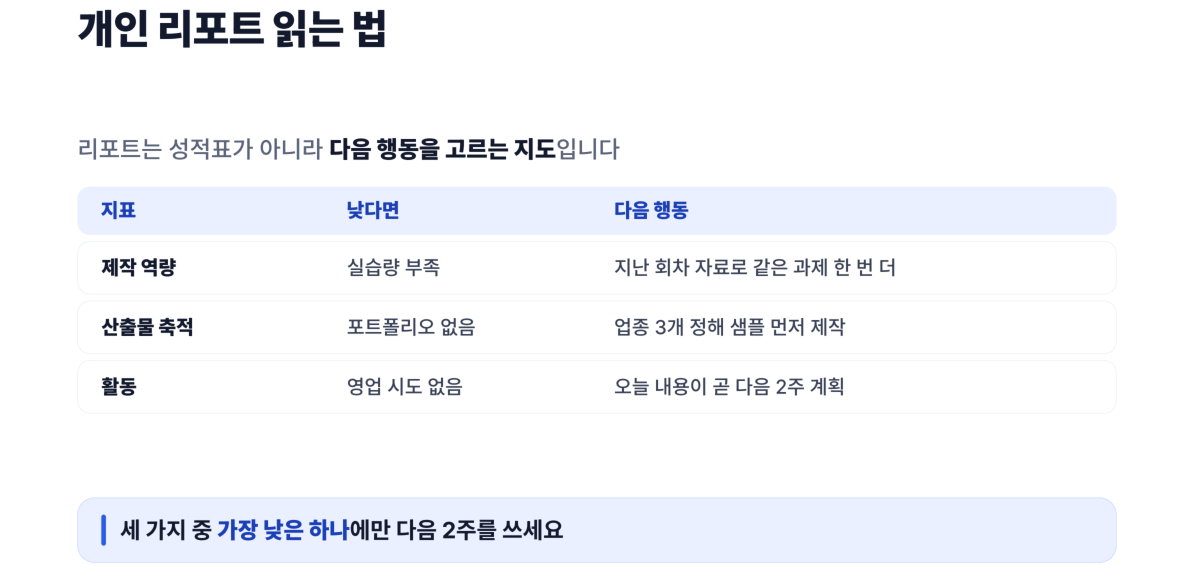 개인 리포트 읽는 법
리포트는 성적표가 아니라 다음 행동을 고르는 지도입니다
지표 낮다면 다음 행동
제작 역량 실습량 부족 지난 회차 자료로 같은 과제 한 번 더
산출물 축적 포트폴리오 없음 업종 3개 정해 샘플 먼저 제작
활동 영업 시도 없음 오늘 내용이 곧 다음 2주 계획
세 가지 중 가장 낮은 하나에만 다음 2주를 쓰세요